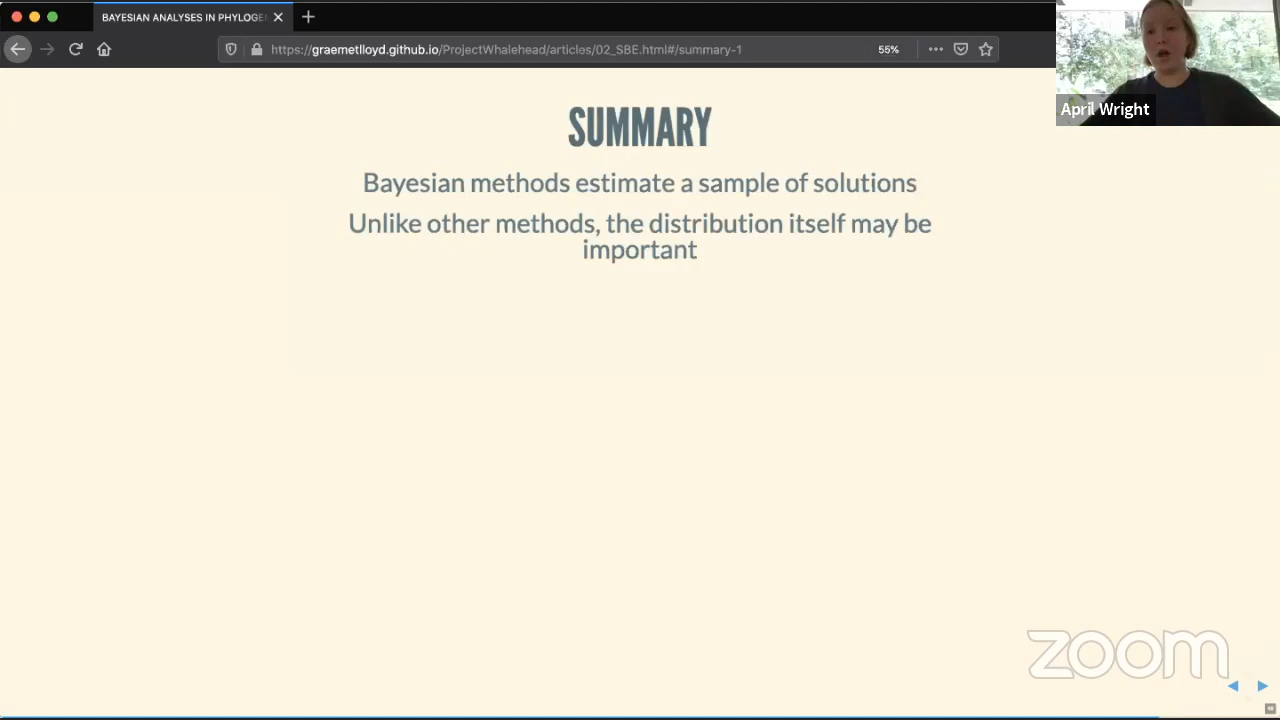 BAYESIAN ANALYSES IN PHYLOGE
https://graemetlloyd.github.io/ProjectWhalehead/articles/02_SBE.html#/summary-1
55%
April Wright
SUMMARY
Bayesian methods estimate a sample of solutions
Unlike other methods, the distribution itself may be
important
zoom